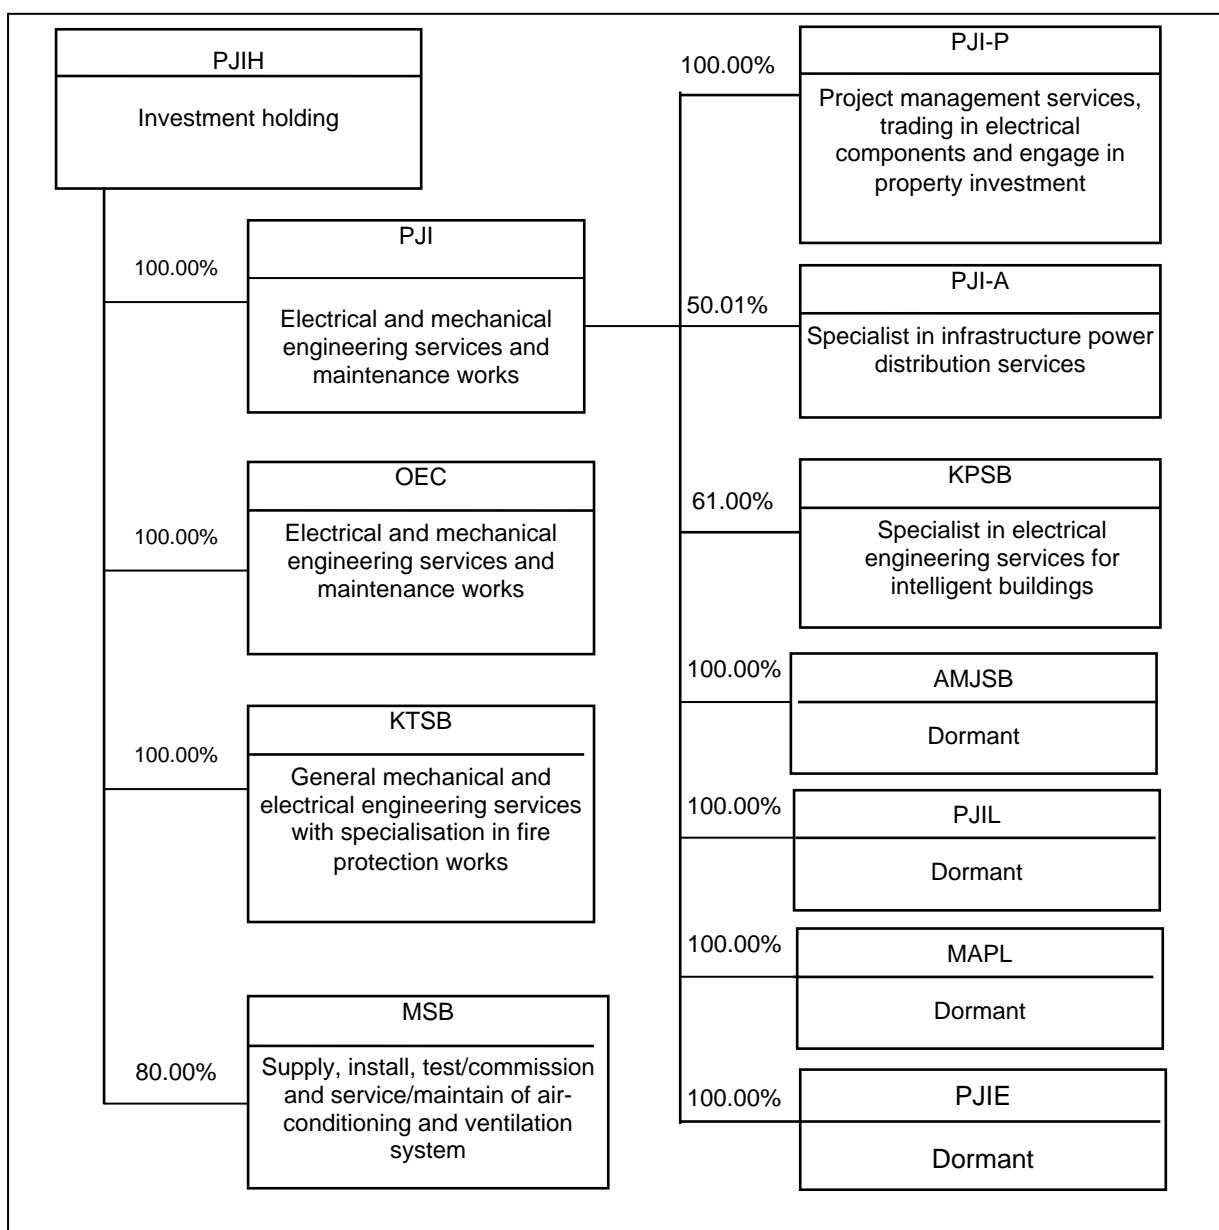 PJIH
Investment holding
100.00%
PJI
Electrical and mechanical
engineering services and
maintenance works
100.00%
OEC
Electrical and mechanical
engineering services and
maintenance works
100.00%
KTSB
General mechanical and
electrical engineering services
with specialisation in fire
protection works
80.00%
MSB
Supply, install, test/commission
and service/maintain of air-
conditioning and ventilation
system
100.00%
PJI-P
Project management services,
trading in electrical
components and engage in
property investment
50.01%
PJI-A
Specialist in infrastructure power
distribution services
61.00%
KPSB
Specialist in electrical
engineering services for
intelligent buildings
100.00%
AMJSB
Dormant
100.00%
PJIL
Dormant
100.00%
MAPL
Dormant
100.00%
PJIE
Dormant